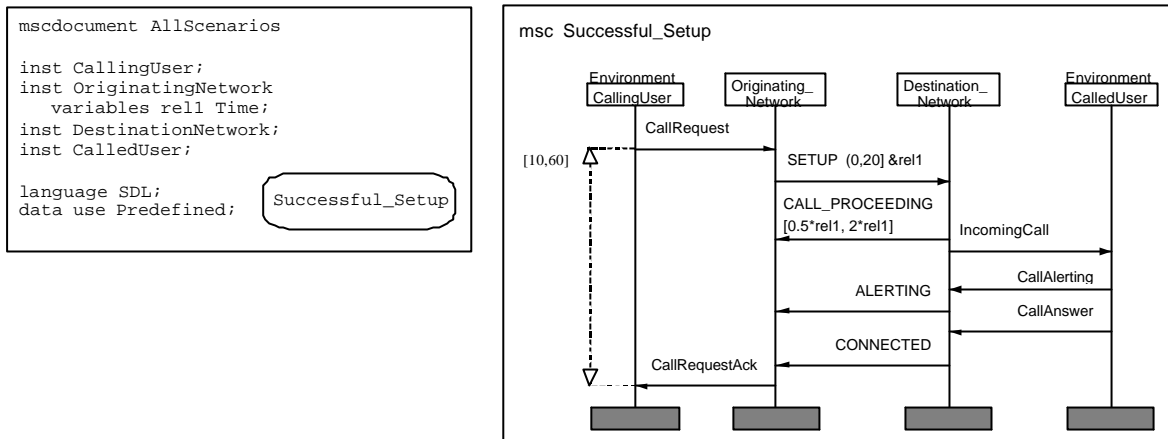 mscdocument AllScenarios
inst CallingUser;
inst OriginatingNetwork
variables rel1 Time;
inst DestinationNetwork;
inst CalledUser;
language SDL;
data use Predefined;
Successful_Setup
msc Successful_Setup
Environment
CallingUser
Originating_
Network
Destination_
Network
Environment
CalledUser
CallRequest
[10,60]
SETUP (0,20] &rel1
CALL_PROCEEDING
[0.5*rel1, 2*rel1]
IncomingCall
CallAlerting
ALERTING
CallAnswer
CONNECTED
CallRequestAck